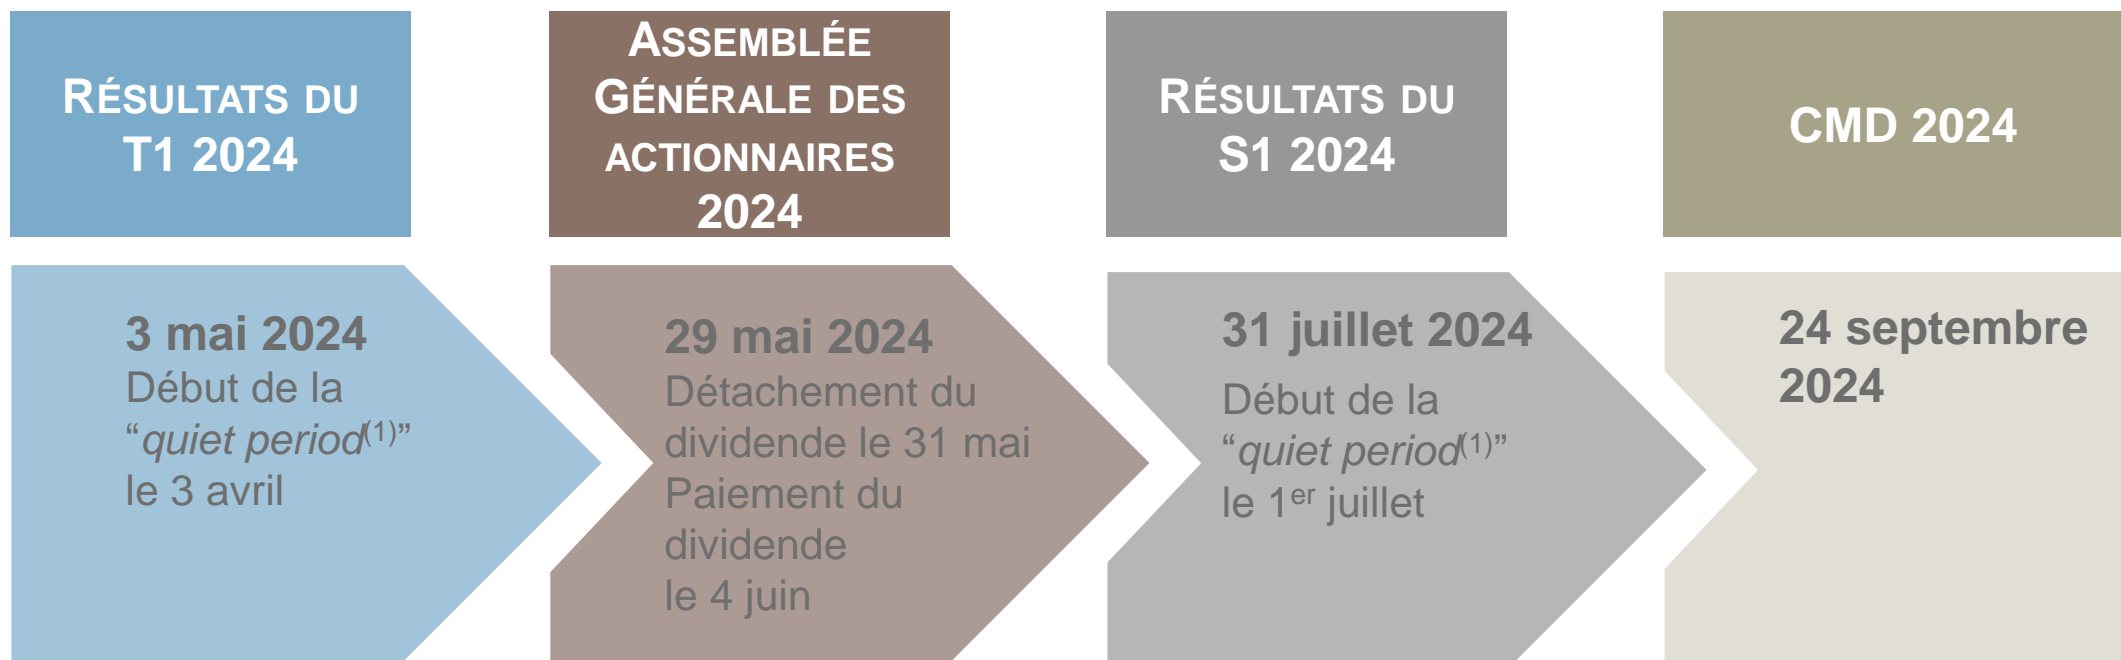 RÉSULTATS DU
T1 2024
ASSEMBLÉE
GÉNÉRALE DES
ACTIONNAIRES
2024
RÉSULTATS DU
S1 2024
CMD 2024
3 mai 2024
Début de la
“quiet period(1)”
le 3 avril
29 mai 2024
Détachement du
dividende le 31 mai
Paiement du
dividende
le 4 juin
31 juillet 2024
Début de la
“quiet period(1)”
le 1er juillet
24 septembre
2024